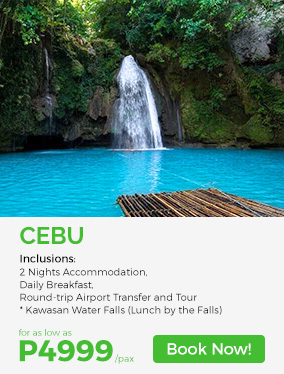 CEBU
Inclusions:
2 Nights Accommodation,
Daily Breakfast,
Round-trip Airport Transfer and Tour
* Kawasan Water Falls (Lunch by the Falls)
for as low as
P4999/pax
Book Now!